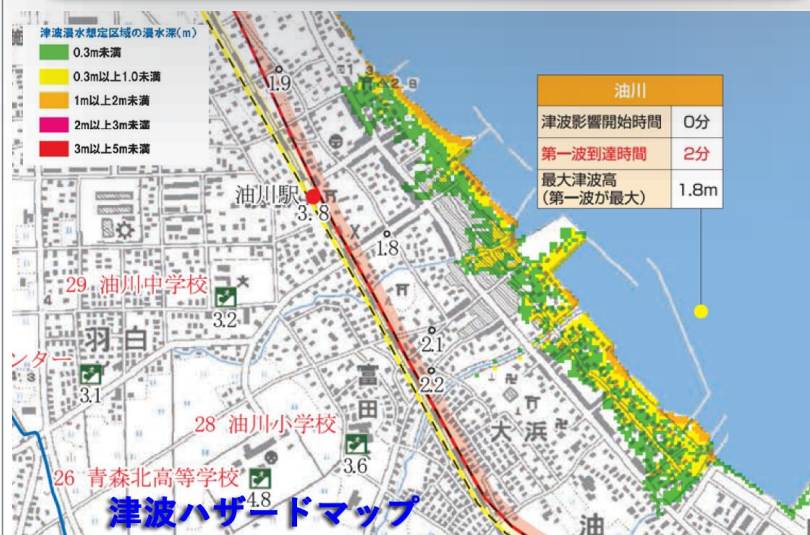 津波浸水想定区域の浸水深(m)
0.3m未満
0.3m以上1.0未満
1m以上2m未満
2m以上3m未満
3m以上5m未満
油川
津波影響開始時間 0分
第一波到達時間 2分
最大津波高
(第一波が最大) 1.8m
1.9
油川駅
3.8
1.8
29 油川中学校
3.2
羽白
2.1
ンター
3.1
2.2
富田
28 油川小学校
3.6
大浜
26 青森北高等学校
4.8
津波ハザードマップ
油